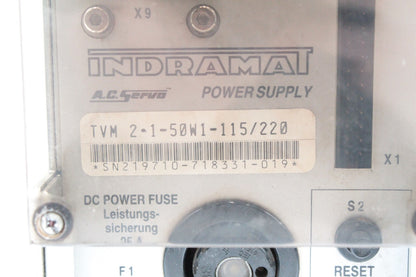 X9
INDRAMAT
A.C. Servo POWER SUPPLY
TVM 2·1-50W1-115/220
*SN219710-718331-019*
X1
DC POWER FUSE
Leistungs-
sicherung
25 A
S2
F1
RESET